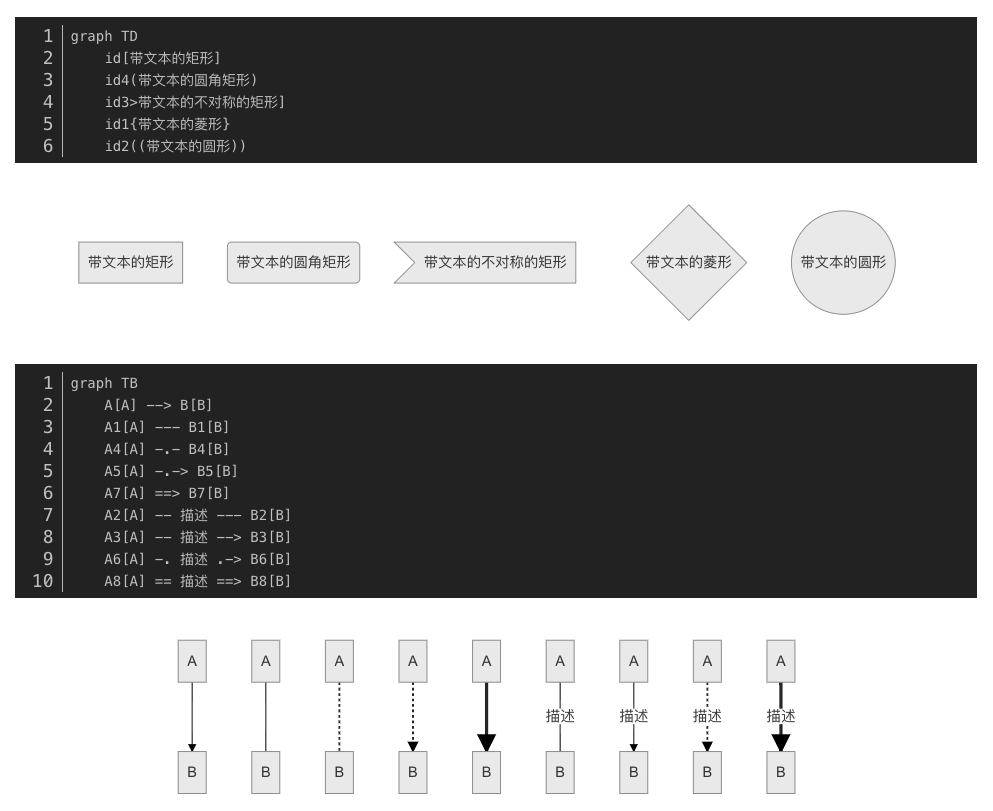 1 graph TD
2 id[带文本的矩形]
3 id4(带文本的圆角矩形)
4 id3>带文本的不对称的矩形]
5 id1{带文本的菱形}
6 id2((带文本的圆形))
带文本的矩形 带文本的圆角矩形 带文本的不对称的矩形 带文本的菱形 带文本的圆形
1 graph TB
2 A[A] --> B[B]
3 A1[A] --- B1[B]
4 A4[A] -.- B4[B]
5 A5[A] -.-> B5[B]
6 A7[A] ==> B7[B]
7 A2[A] -- 描述 --- B2[B]
8 A3[A] -- 描述 --> B3[B]
9 A6[A] -. 描述 .-> B6[B]
10 A8[A] == 描述 ==> B8[B]
A A A A A A A A A
描述 描述 描述 描述
B B B B B B B B B